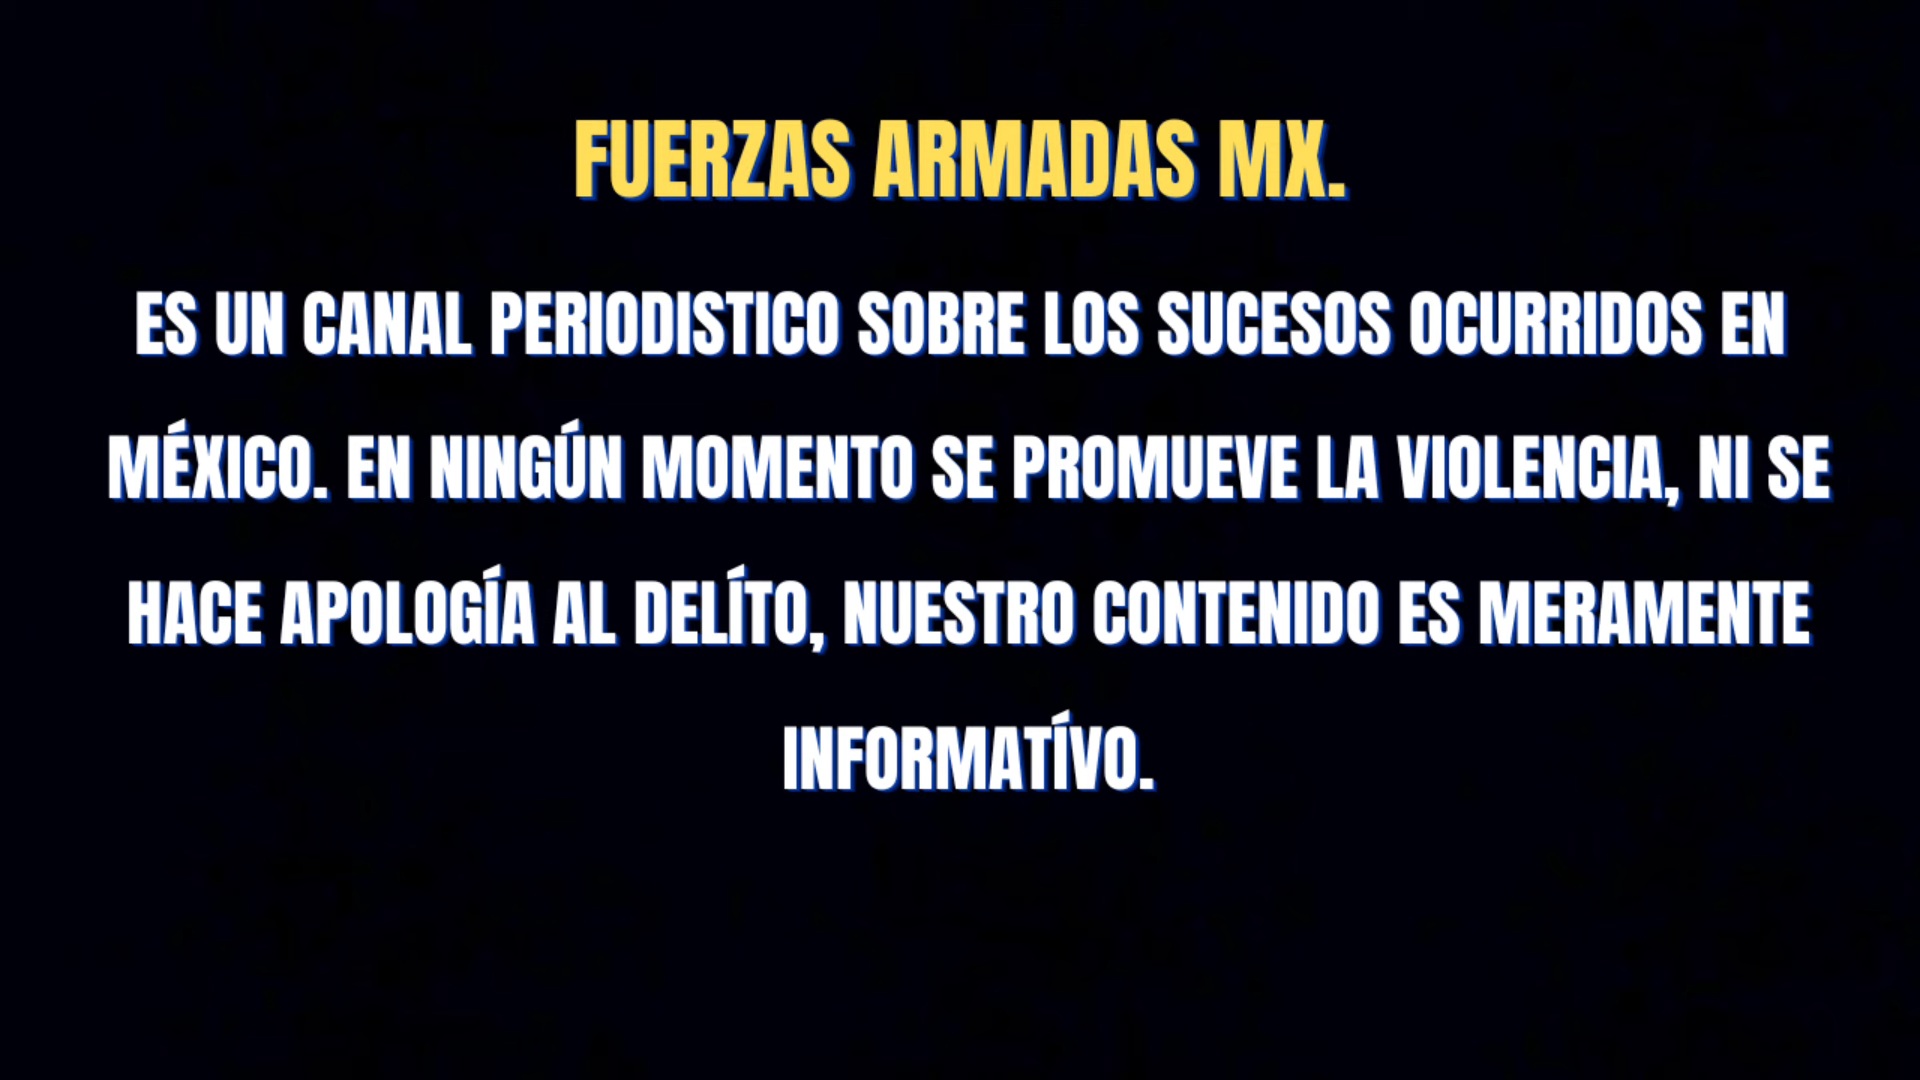 FUERZAS ARMADAS MX.
ES UN CANAL PERIODISTICO SOBRE LOS SUCESOS OCURRIDOS EN
MÉXICO. EN NINGÚN MOMENTO SE PROMUEVE LA VIOLENCIA, NI SE
HACE APOLOGÍA AL DELÍTO, NUESTRO CONTENIDO ES MERAMENTE
INFORMATÍVO.